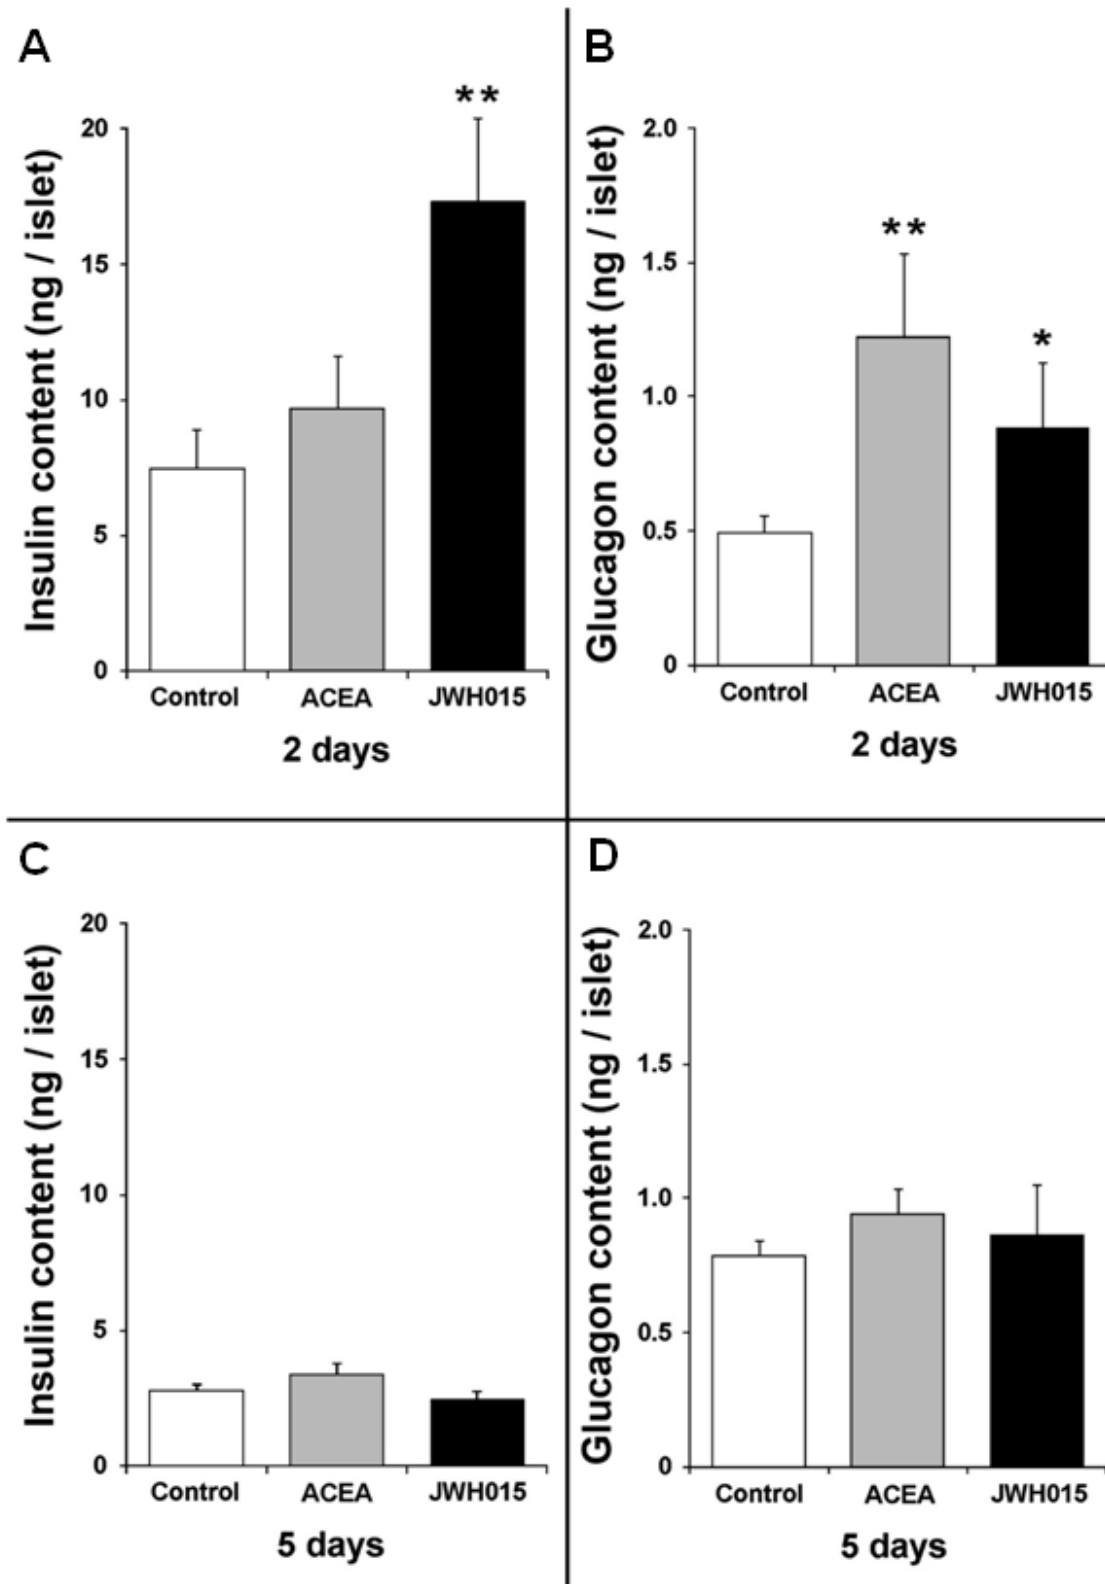 A
**
20
15
10
5
0
Insulin content (ng / islet)
Control ACEA JWH015
2 days
B
**
*
2.0
1.5
1.0
0.5
0
Glucagon content (ng / islet)
Control ACEA JWH015
2 days
C
20
15
10
5
0
Insulin content (ng / islet)
Control ACEA JWH015
5 days
D
2.0
1.5
1.0
0.5
0
Glucagon content (ng / islet)
Control ACEA JWH015
5 days